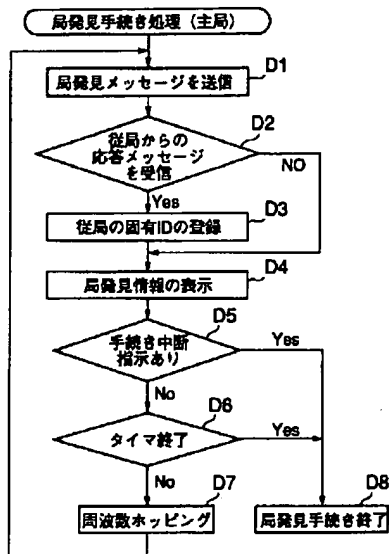 局発見手続き処理（主局）
D1
局発見メッセージを送信
D2
従局からの
応答メッセージ
を受信
NO
Yes
D3
従局の固有IDの登録
D4
局発見情報の表示
D5
手続き中断
指示あり
Yes
No
D6
タイマ終了
Yes
No
D7
周波数ホッピング
D8
局発見手続き終了